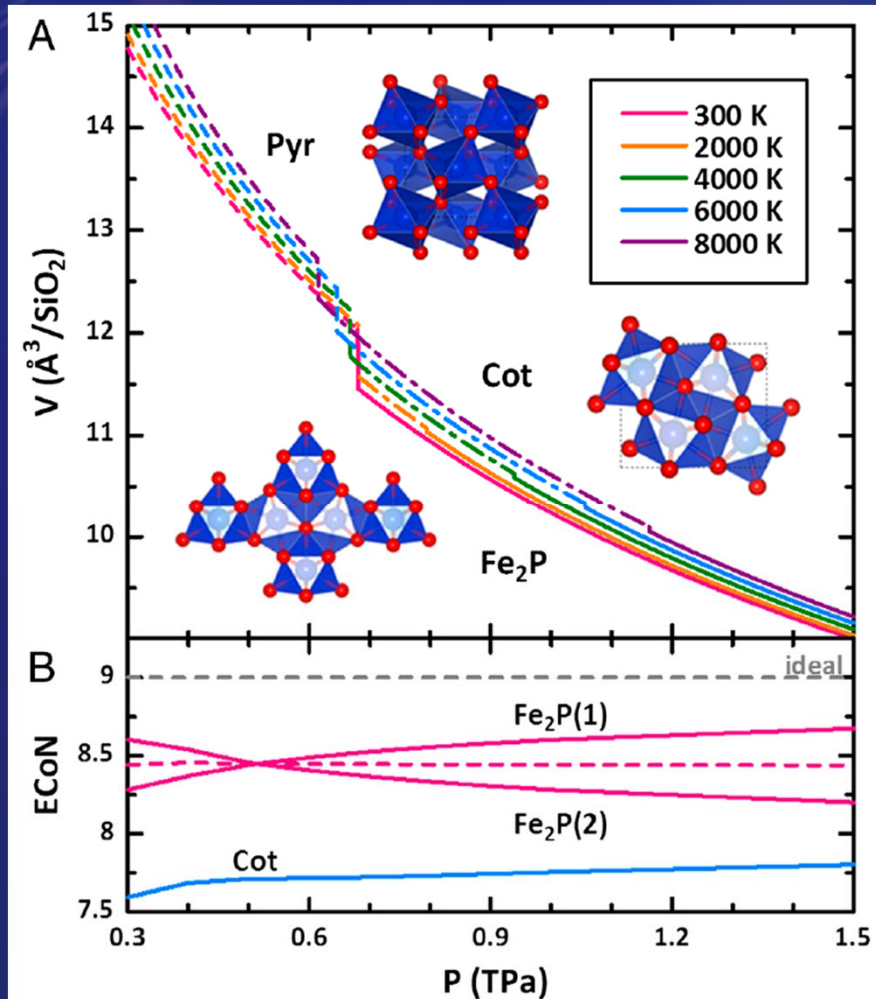 A
15
14
13
12
11
10
V (Å³/SiO₂)
Pyr
Cot
Fe₂P
300 K
2000 K
4000 K
6000 K
8000 K
B
9
8.5
8
7.5
ECoN
ideal
Fe₂P(1)
Fe₂P(2)
Cot
0.3
0.6
0.9
1.2
1.5
P (TPa)